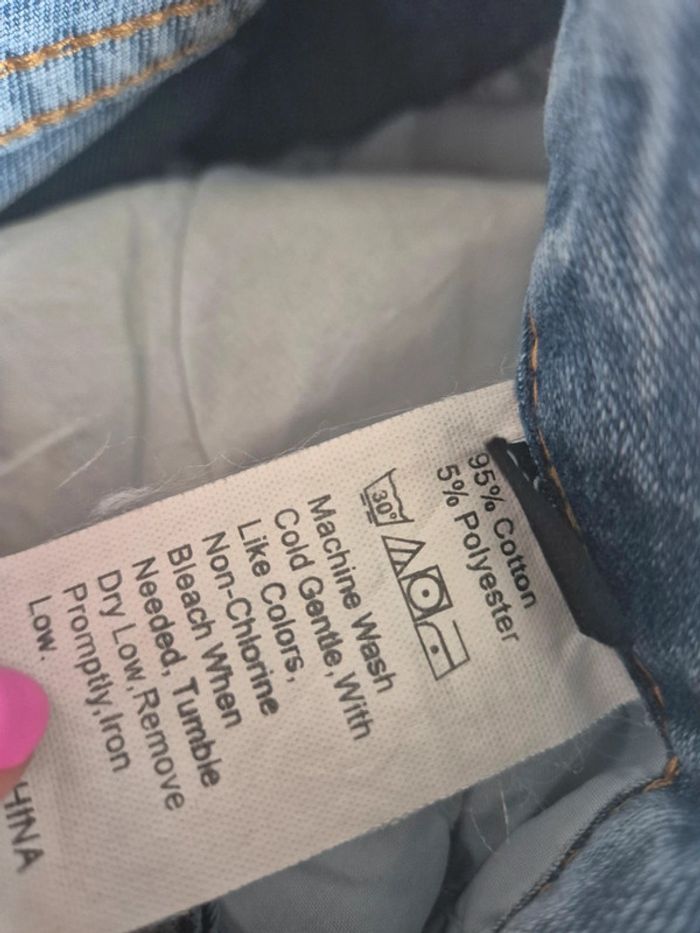 95% Cotton
5% Polyester
30°
Machine Wash
Cold Gentle,With
Like Colors,
Non-Chlorine
Bleach When
Needed, Tumble
Dry Low,Remove
Promptly,Iron
Low.
HINA